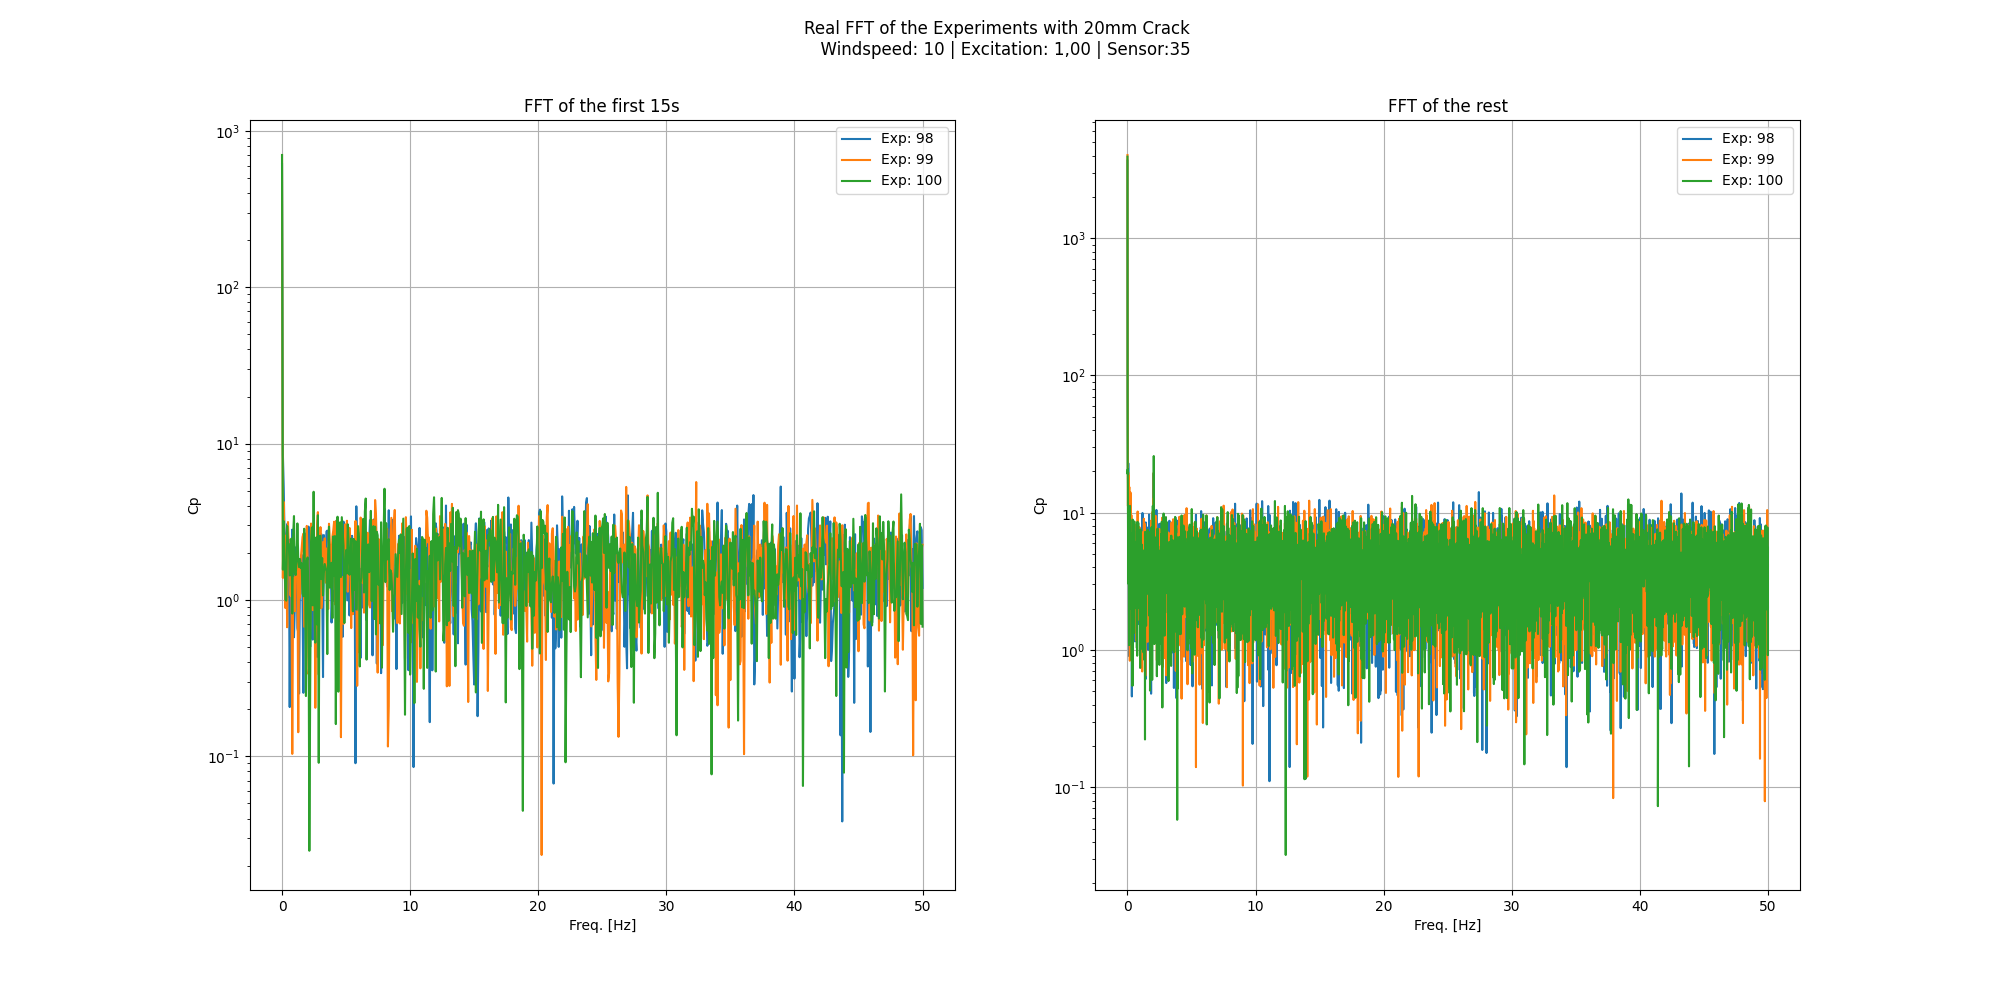 Real FFT of the Experiments with 20mm Crack
Windspeed: 10 | Excitation: 1,00 | Sensor:35
FFT of the first 15s
Exp: 98
Exp: 99
Exp: 100
10³
10²
10¹
10⁰
10⁻¹
Cp
0 10 20 30 40 50
Freq. [Hz]
FFT of the rest
Exp: 98
Exp: 99
Exp: 100
10³
10²
10¹
10⁰
10⁻¹
Cp
0 10 20 30 40 50
Freq. [Hz]